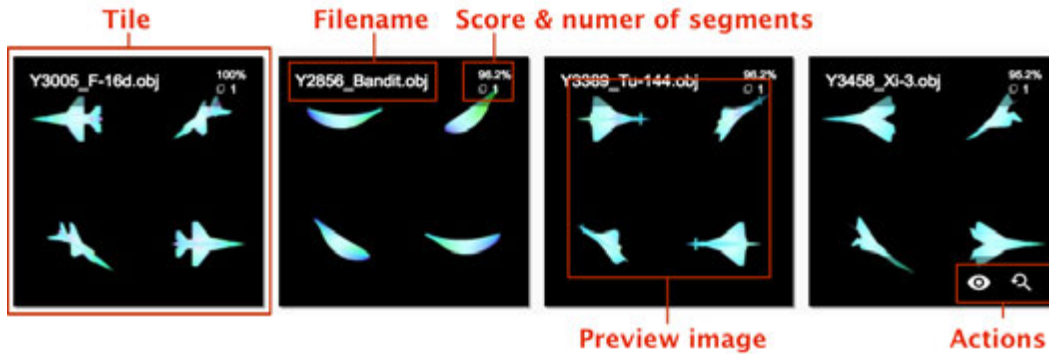 Tile
Filename
Score & numer of segments
Y3005_F-16d.obj
100%
1
Y2856_Bandit.obj
96.2%
1
Y3389_Tu-144.obj
96.2%
1
Y3458_Xi-3.obj
95.2%
1
Preview image
Actions